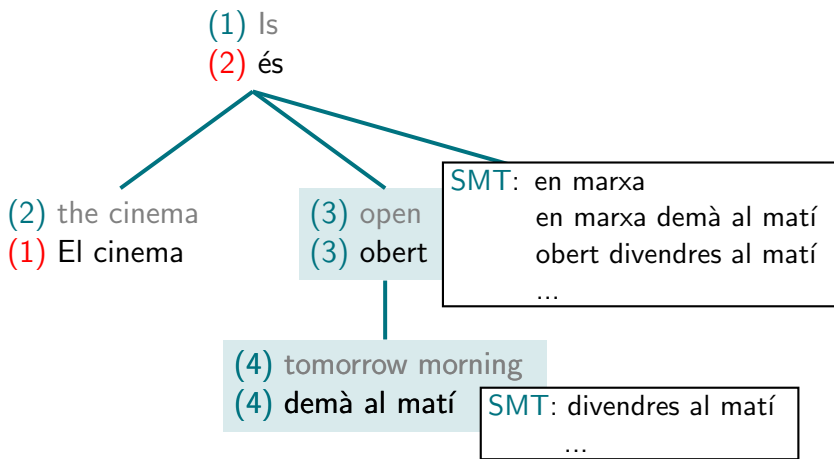 (1) Is
(2) és
(2) the cinema
(1) El cinema
(3) open
(3) obert
SMT: en marxa
en marxa demà al matí
obert divendres al matí
...
(4) tomorrow morning
(4) demà al matí
SMT: divendres al matí
...